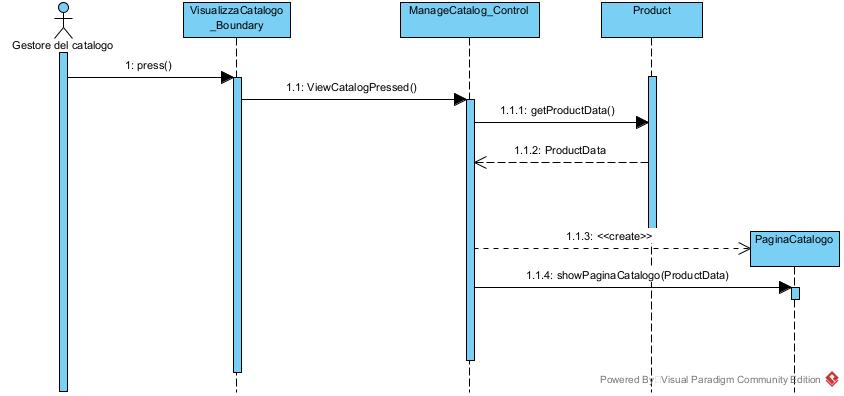 VisualizzaCatalogo
_Boundary
ManageCatalog_Control
Product
Gestore del catalogo
1: press()
1.1: ViewCatalogPressed()
1.1.1: getProductData()
1.1.2: ProductData
1.1.3: <<create>>
PaginaCatalogo
1.1.4: showPaginaCatalogo(ProductData)
Powered By Visual Paradigm Community Edition